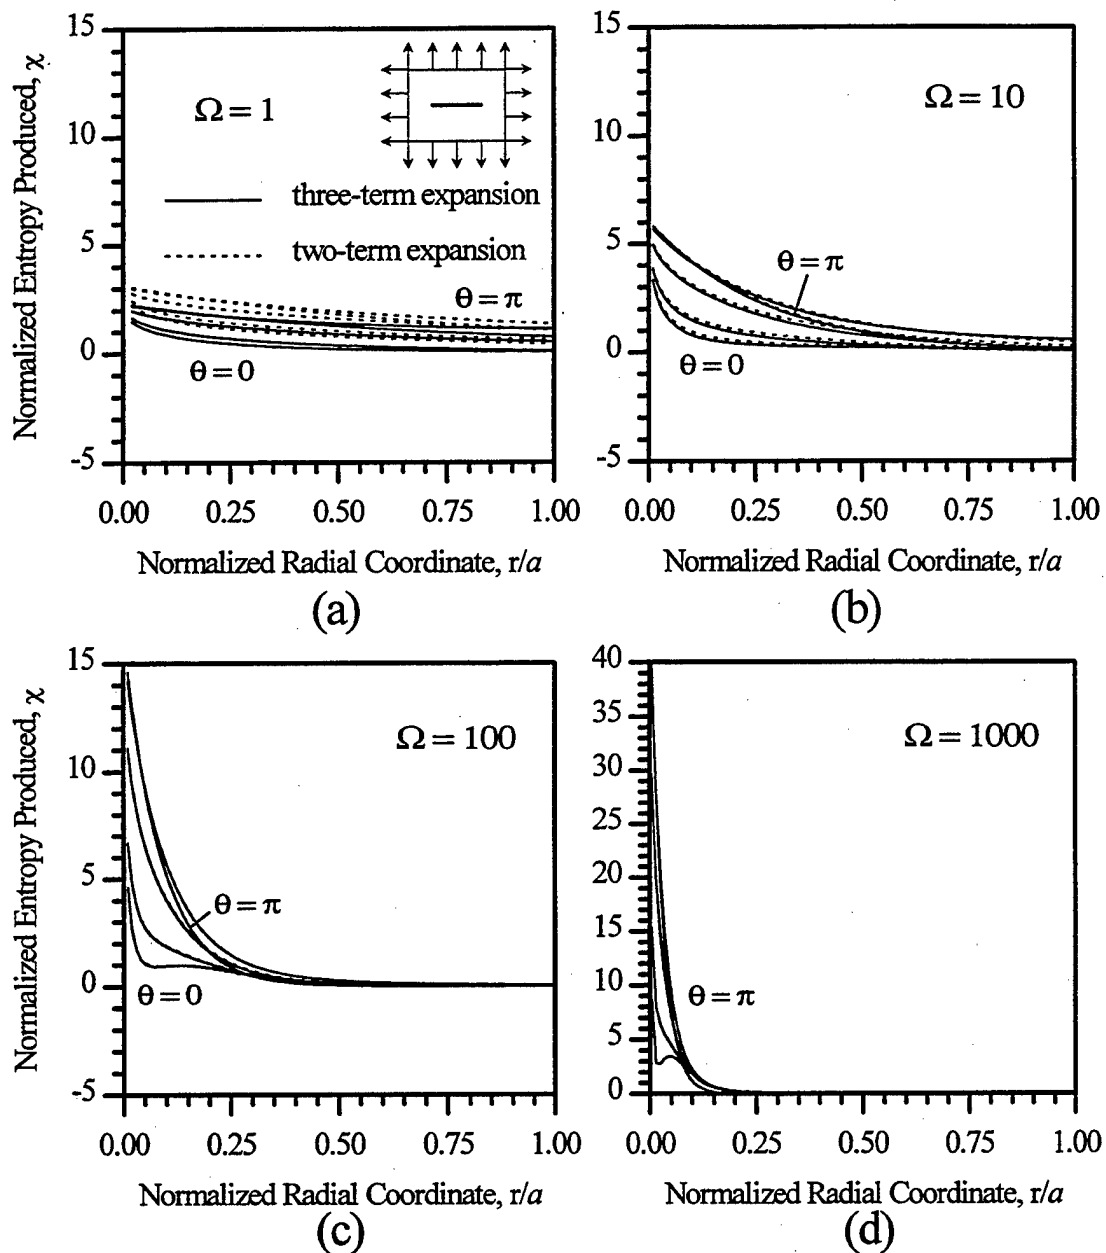 15
10
5
0
-5
Normalized Entropy Produced, χ
Ω = 1
three-term expansion
two-term expansion
θ = π
θ = 0
0.00 0.25 0.50 0.75 1.00
Normalized Radial Coordinate, r/a
(a)
15
10
5
0
-5
Ω = 10
θ = π
θ = 0
0.00 0.25 0.50 0.75 1.00
Normalized Radial Coordinate, r/a
(b)
15
10
5
0
-5
Normalized Entropy Produced, χ
Ω = 100
θ = π
θ = 0
0.00 0.25 0.50 0.75 1.00
Normalized Radial Coordinate, r/a
(c)
40
35
30
25
20
15
10
5
0
Ω = 1000
θ = π
0.00 0.25 0.50 0.75 1.00
Normalized Radial Coordinate, r/a
(d)